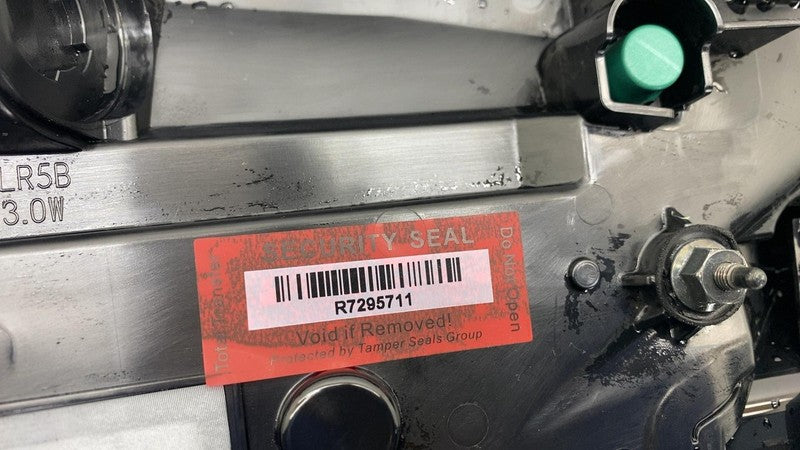 LR5B
3.0W
SECURITY SEAL
R7295711
Void if Removed!
Protected by Tamper Seals Group
Do Not Open